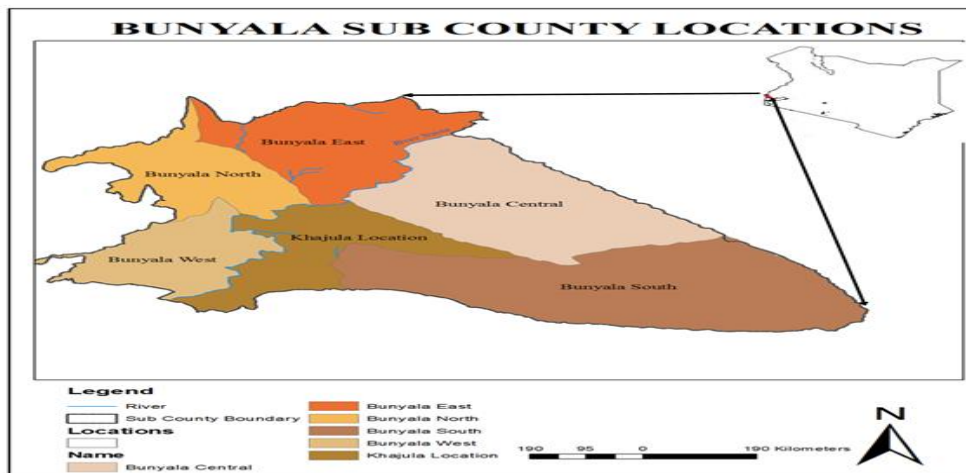 BUNYALA SUB COUNTY LOCATIONS
Bunyala East
Bunyala North
Bunyala Central
Khajula Location
Bunyala West
Bunyala South
Legend
River
Sub County Boundary
Locations
Name
Bunyala Central
Bunyala East
Bunyala North
Bunyala South
Bunyala West
Khajula Location
190 95 0 190 Kilometers
N